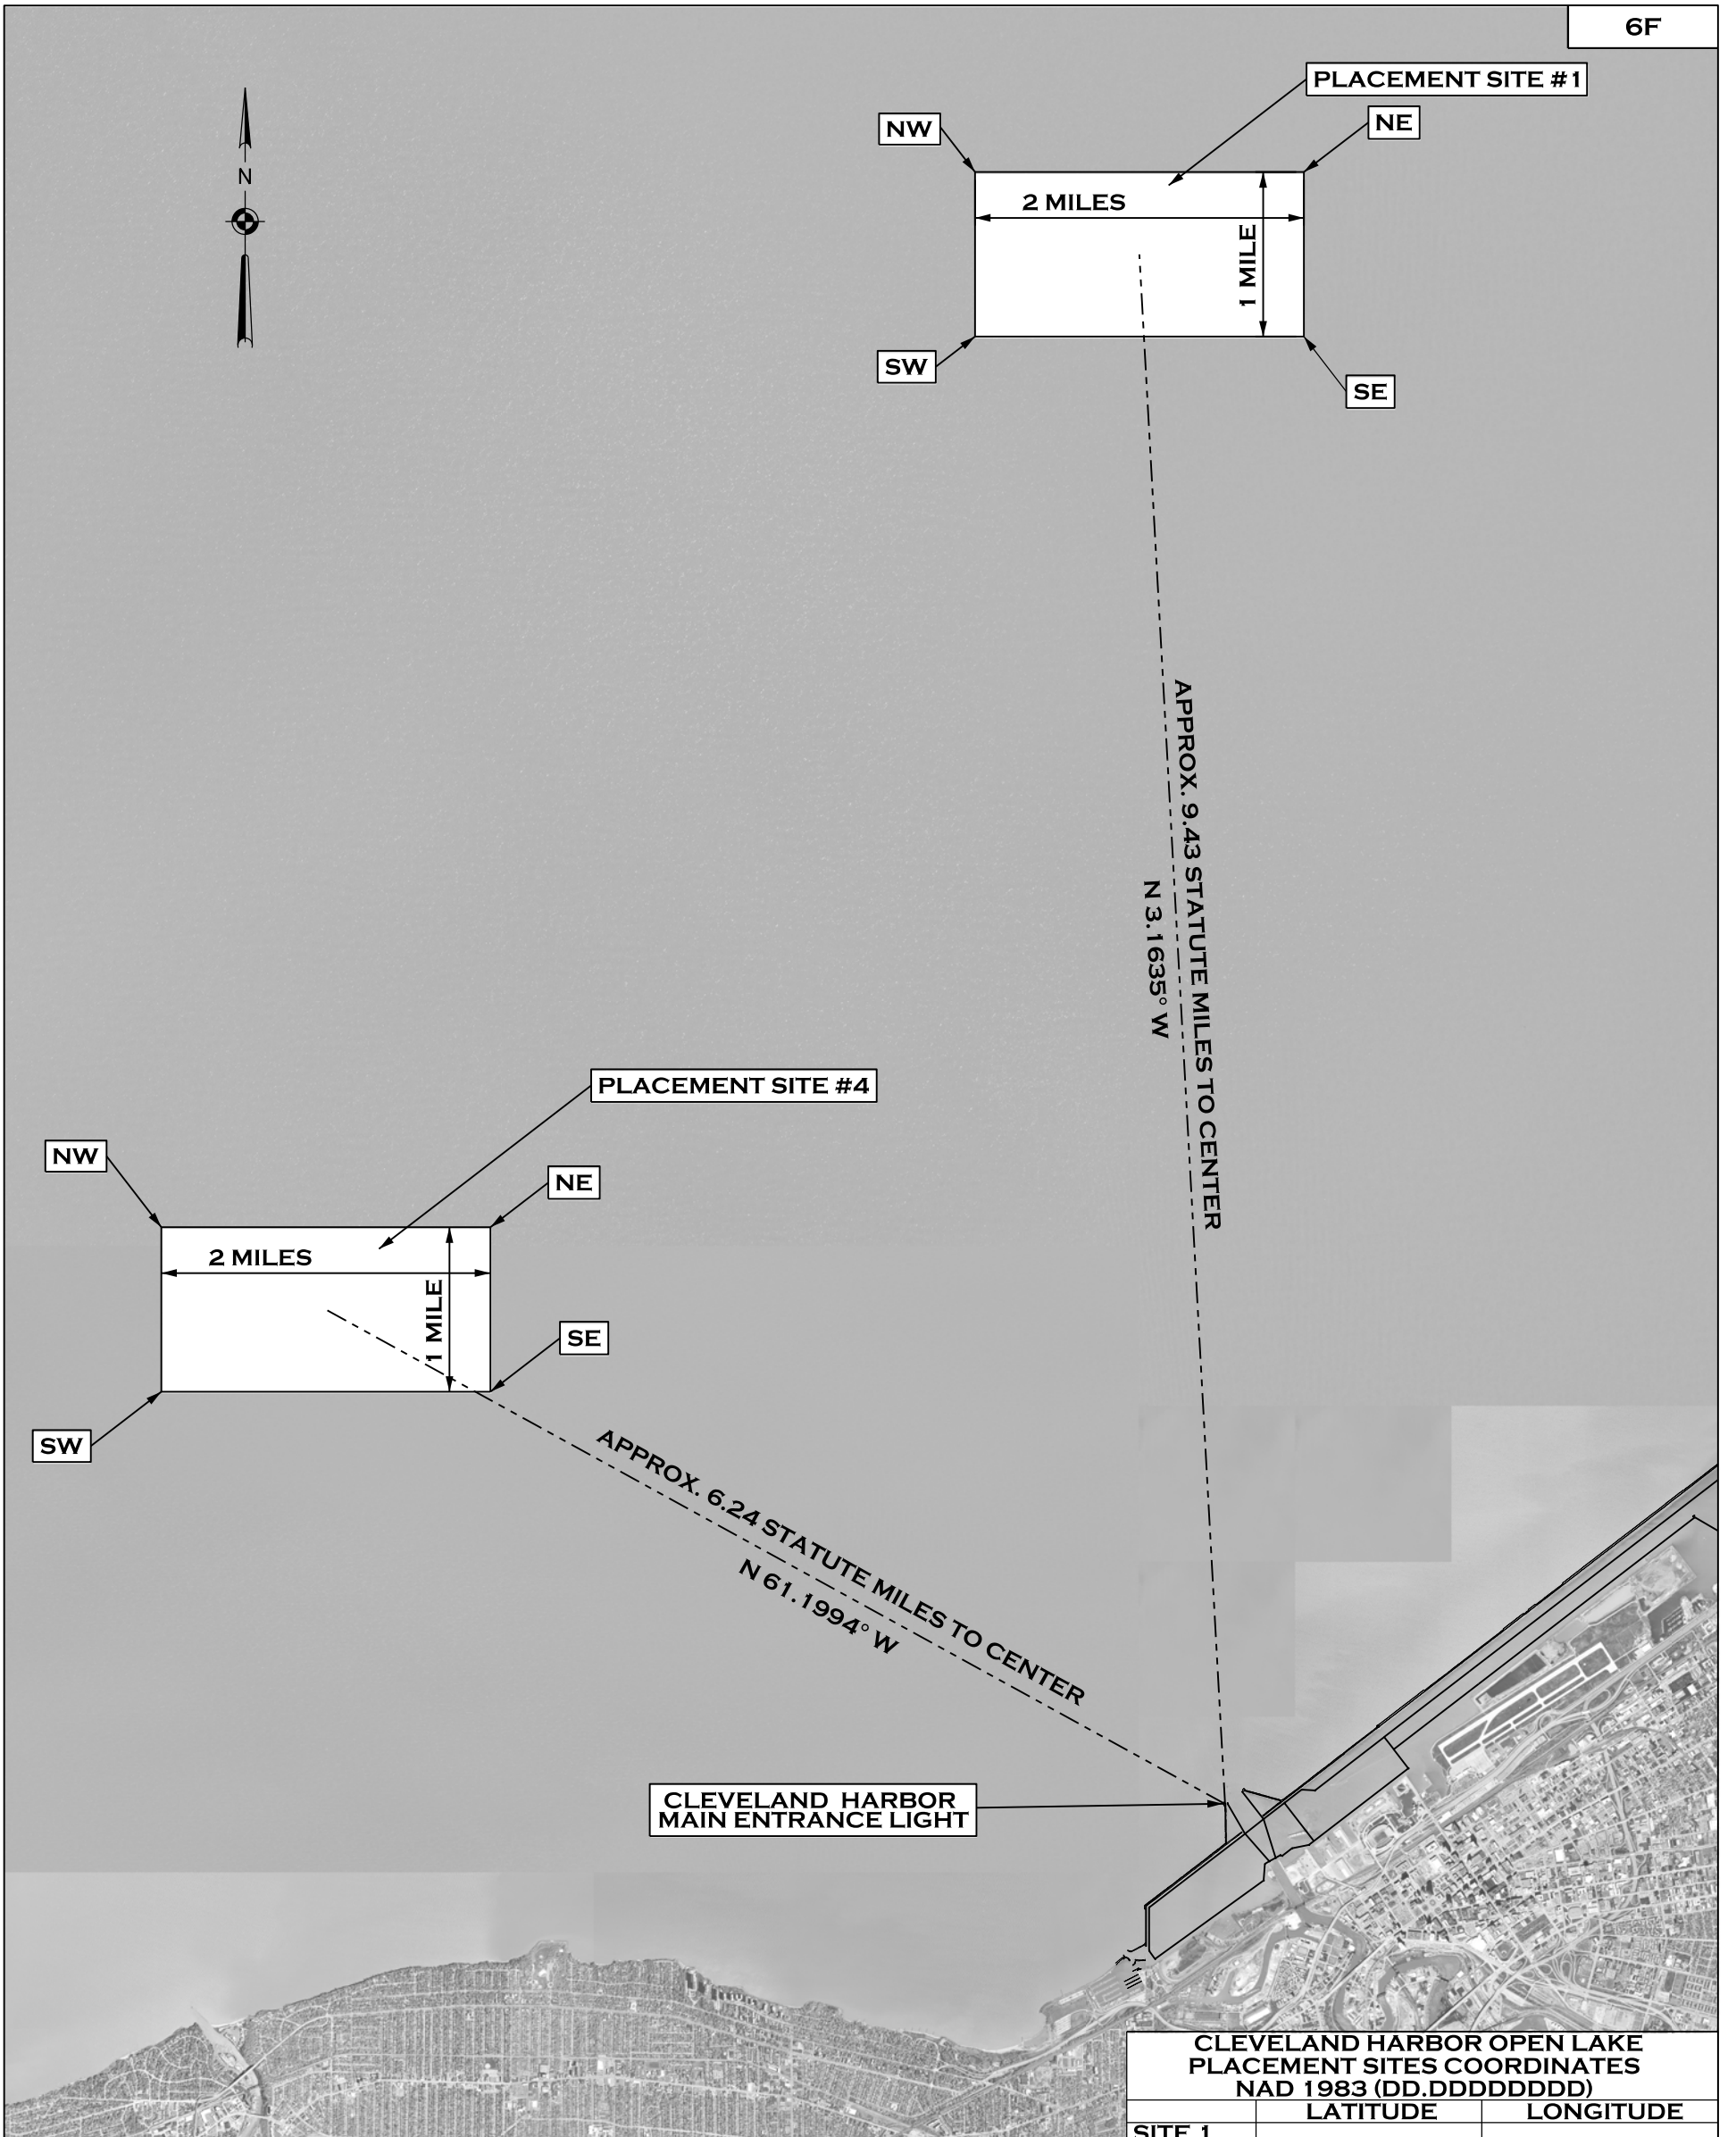 6F
PLACEMENT SITE #1
NW
NE
N
2 MILES
1 MILE
SW
SE
APPROX. 9.43 STATUTE MILES TO CENTER
N 3.1635° W
PLACEMENT SITE #4
NW
NE
2 MILES
1 MILE
SE
SW
APPROX. 6.24 STATUTE MILES TO CENTER
N 61.1994° W
CLEVELAND HARBOR
MAIN ENTRANCE LIGHT
CLEVELAND HARBOR OPEN LAKE
PLACEMENT SITES COORDINATES
NAD 1983 (DD.DDDDDDDD)
LATITUDE LONGITUDE
SITE 1